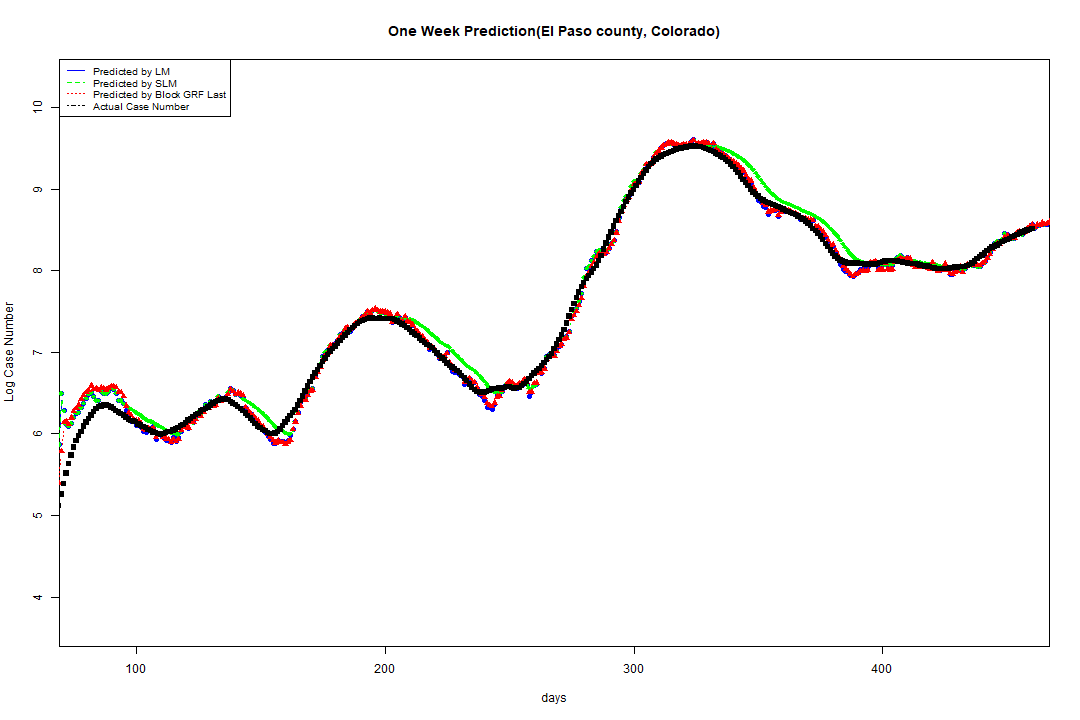 One Week Prediction(El Paso county, Colorado)
Predicted by LM
Predicted by SLM
Predicted by Block GRF Last
Actual Case Number
10
9
8
7
6
5
4
Log Case Number
100 200 300 400
days